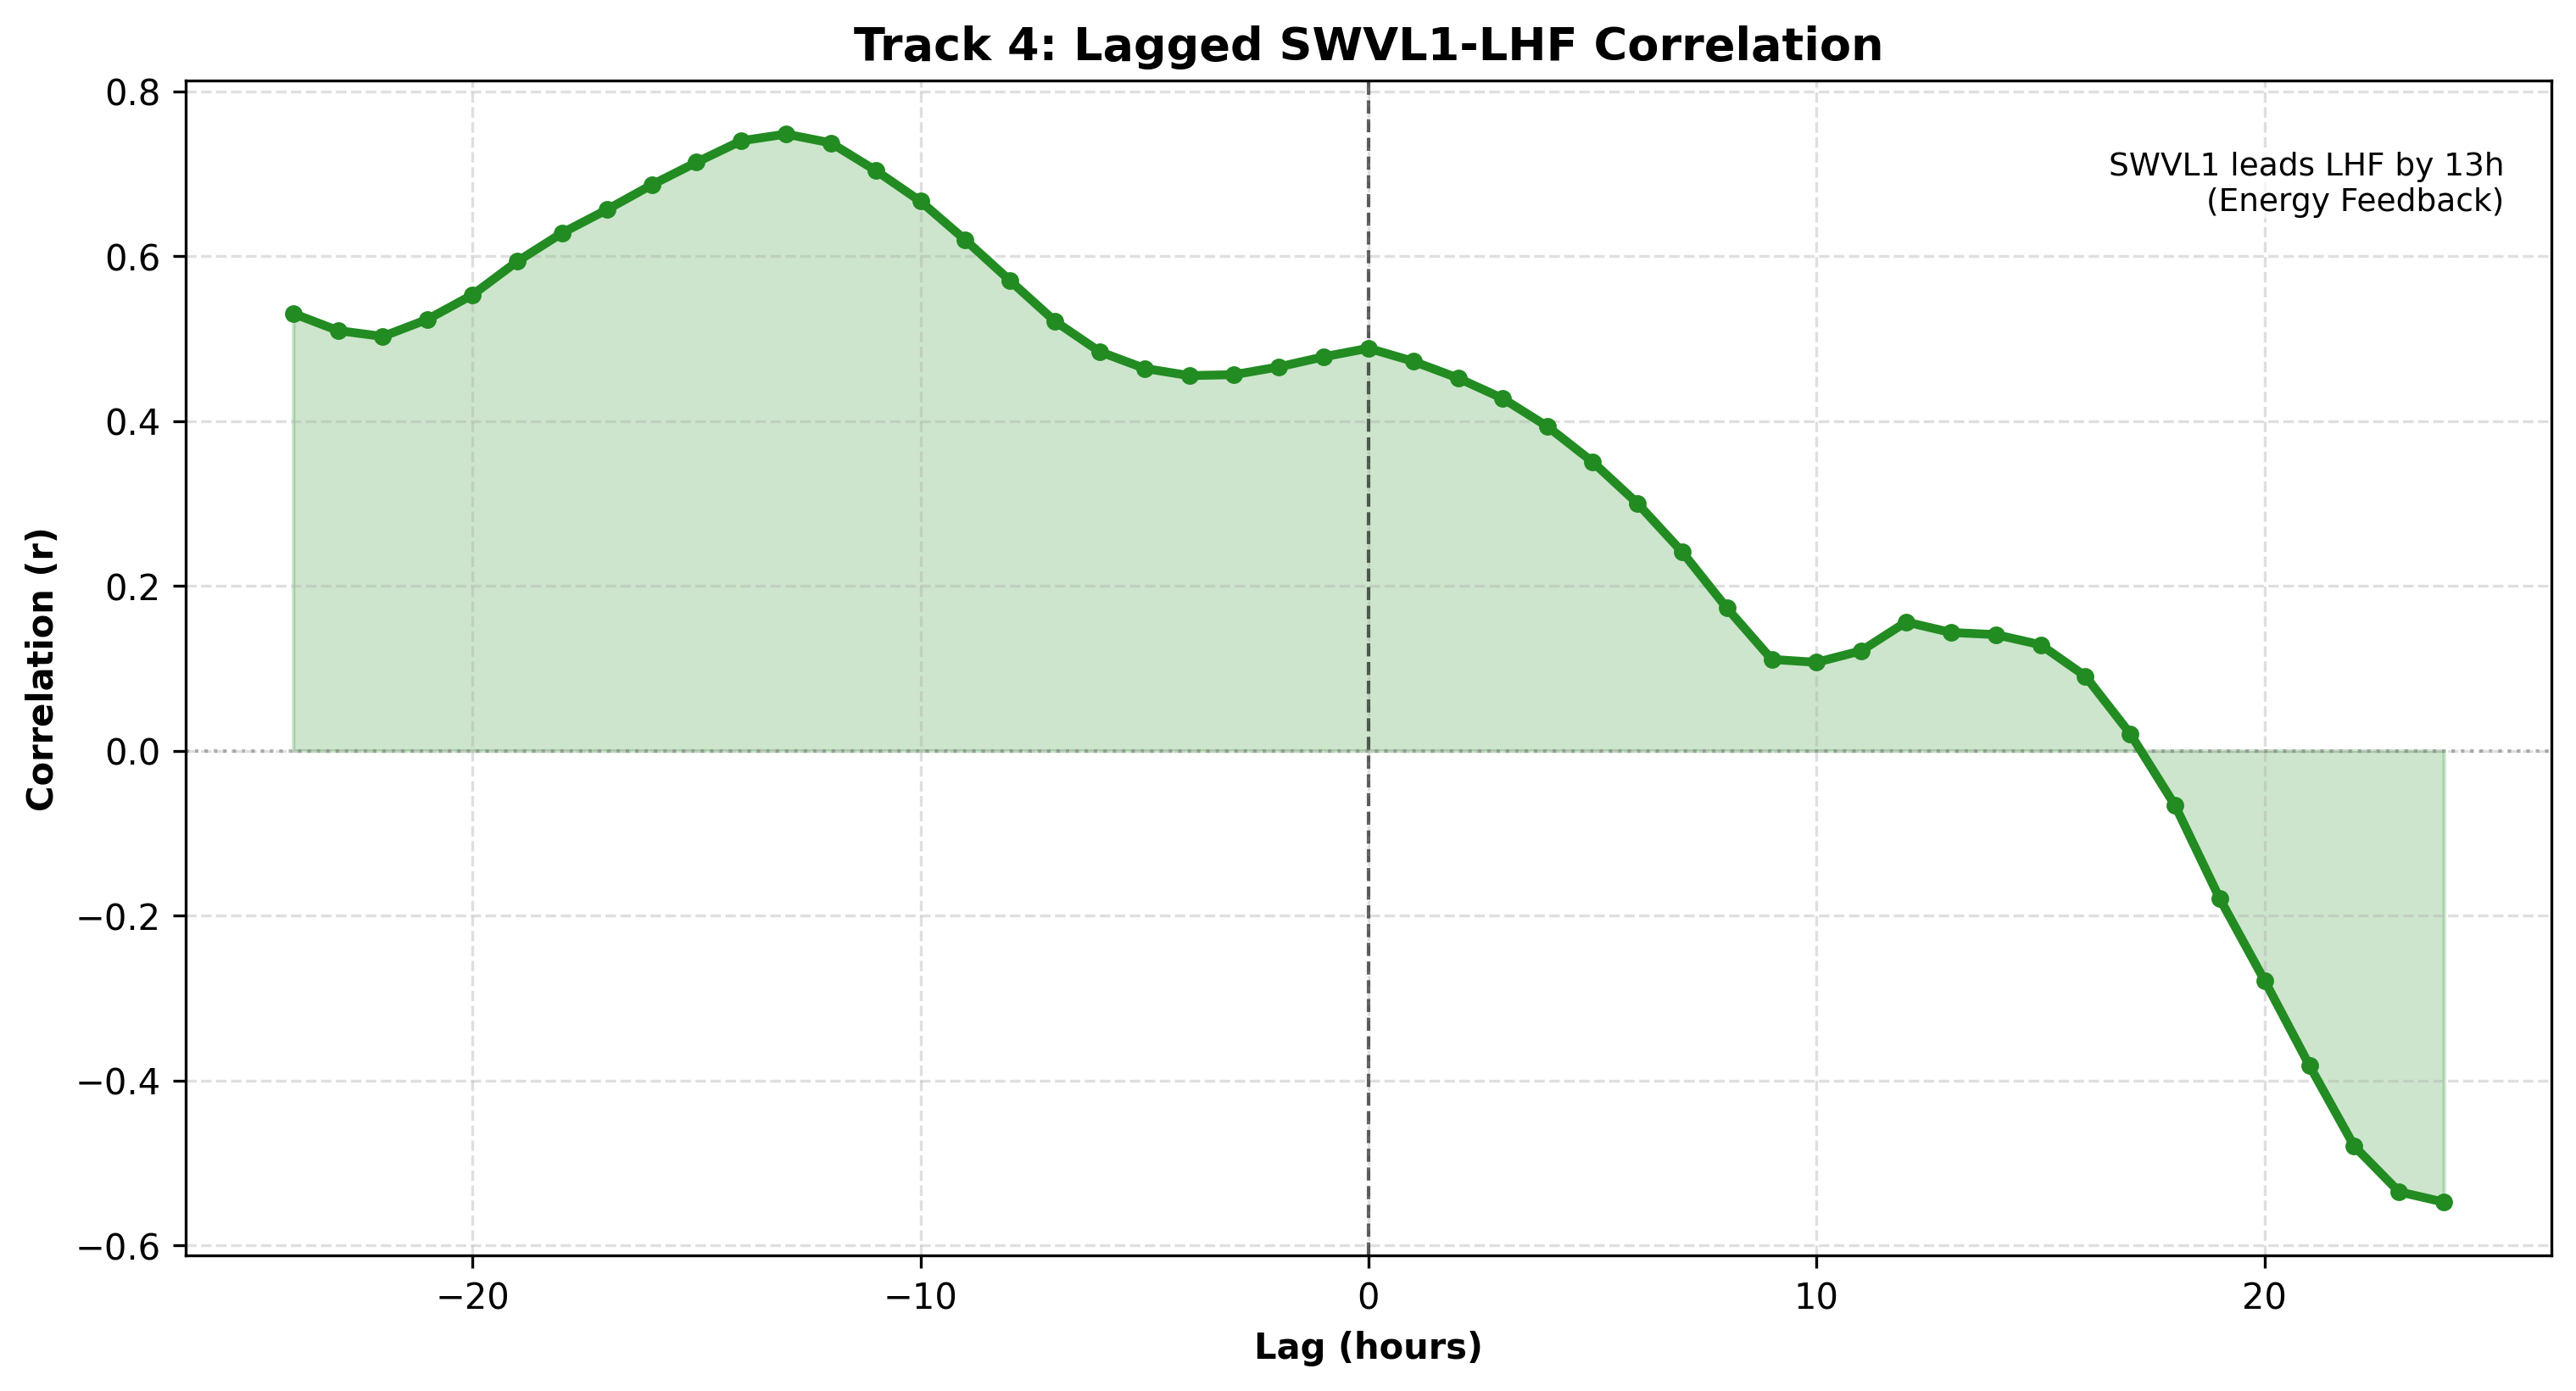 Track 4: Lagged SWVL1-LHF Correlation
0.8
0.6
0.4
0.2
0.0
−0.2
−0.4
−0.6
Correlation (r)
SWVL1 leads LHF by 13h
(Energy Feedback)
−20
−10
0
10
20
Lag (hours)